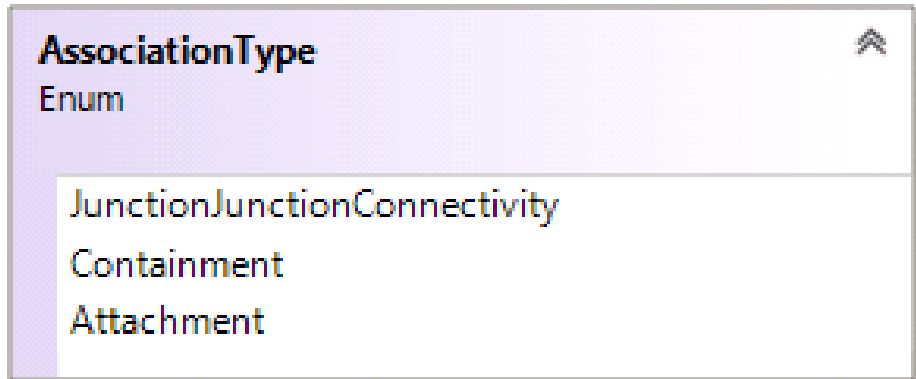 AssociationType
Enum
JunctionJunctionConnectivity
Containment
Attachment